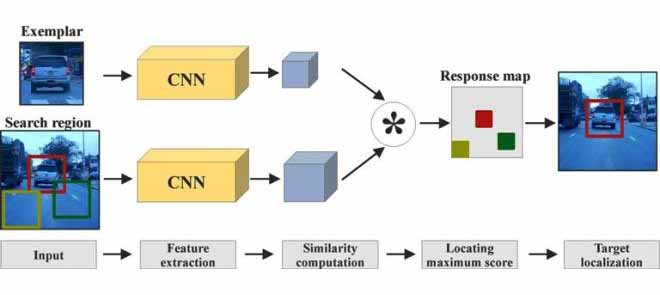 Exemplar
CNN
Response map
*
Search region
CNN
Input
Feature
extraction
Similarity
computation
Locating
maximum score
Target
localization